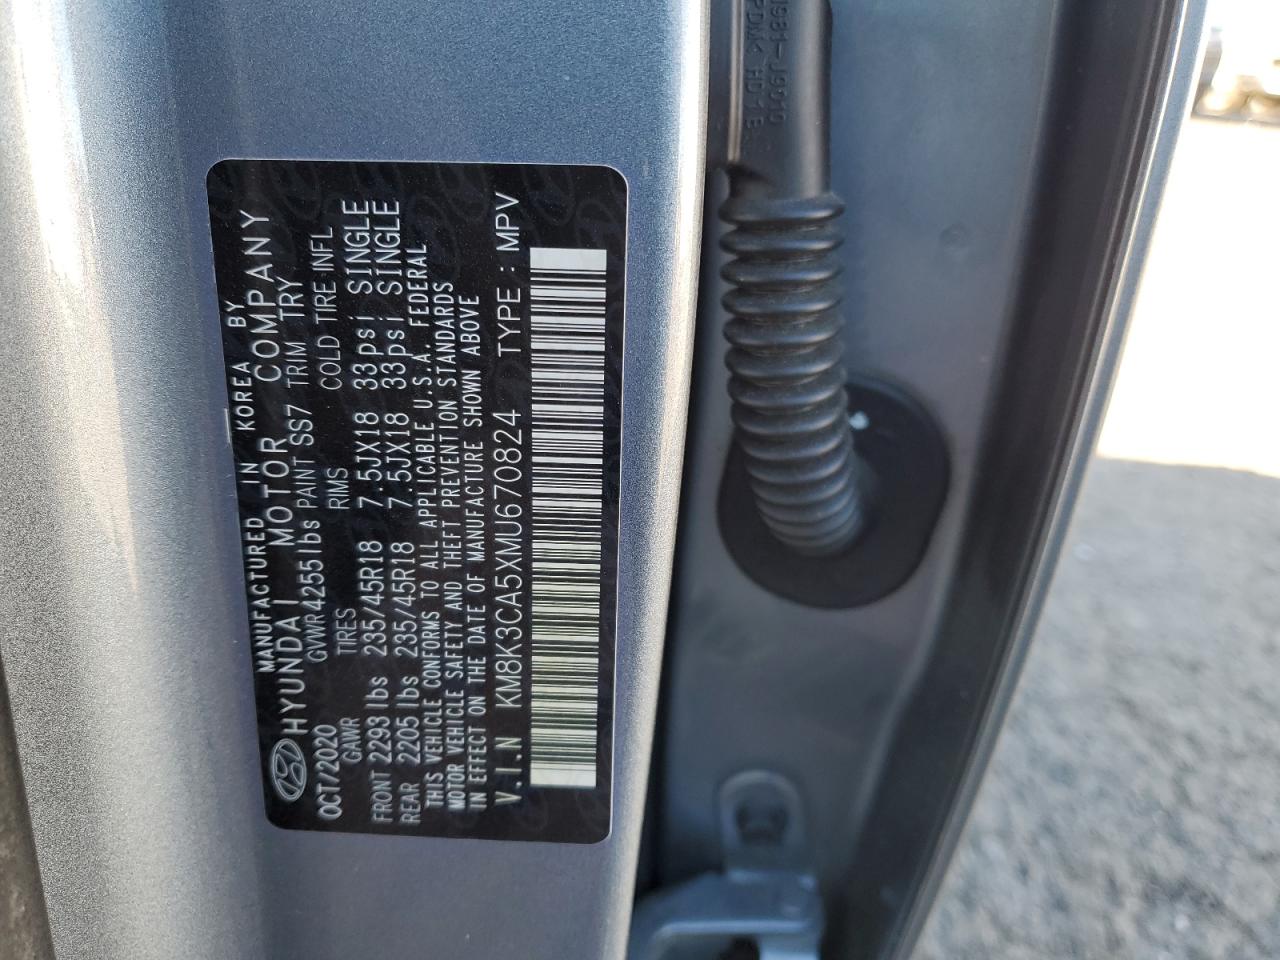 MANUFACTURED IN KOREA BY
HYUNDAI MOTOR COMPANY
OCT/2020 GVWR 4255lbs PAINT SS7 TRIM TRY
GAWR TIRES RIMS COLD TIRE INFL
FRONT 2293 lbs 235/45R18 7.5JX18 33psi SINGLE
REAR 2205 lbs 235/45R18 7.5JX18 33psi SINGLE
THIS VEHICLE CONFORMS TO ALL APPLICABLE U.S.A. FEDERAL
MOTOR VEHICLE SAFETY AND THEFT PREVENTION STANDARDS
IN EFFECT ON THE DATE OF MANUFACTURE SHOWN ABOVE
V.I.N KM8K3CA5XMU670824 TYPE : MPV